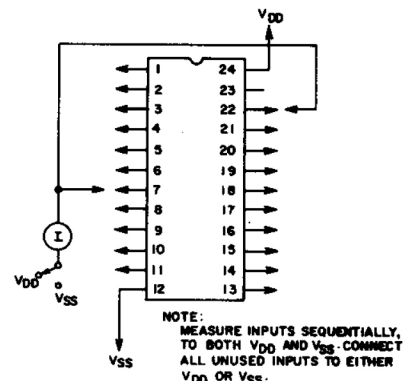 VDD
1 24
2 23
3 22
4 21
5 20
6 19
7 18
8 17
9 16
10 15
11 14
12 13
I
VDD
VSS
VSS
NOTE:
MEASURE INPUTS SEQUENTIALLY,
TO BOTH VDD AND VSS. CONNECT
ALL UNUSED INPUTS TO EITHER
VDD OR VSS.